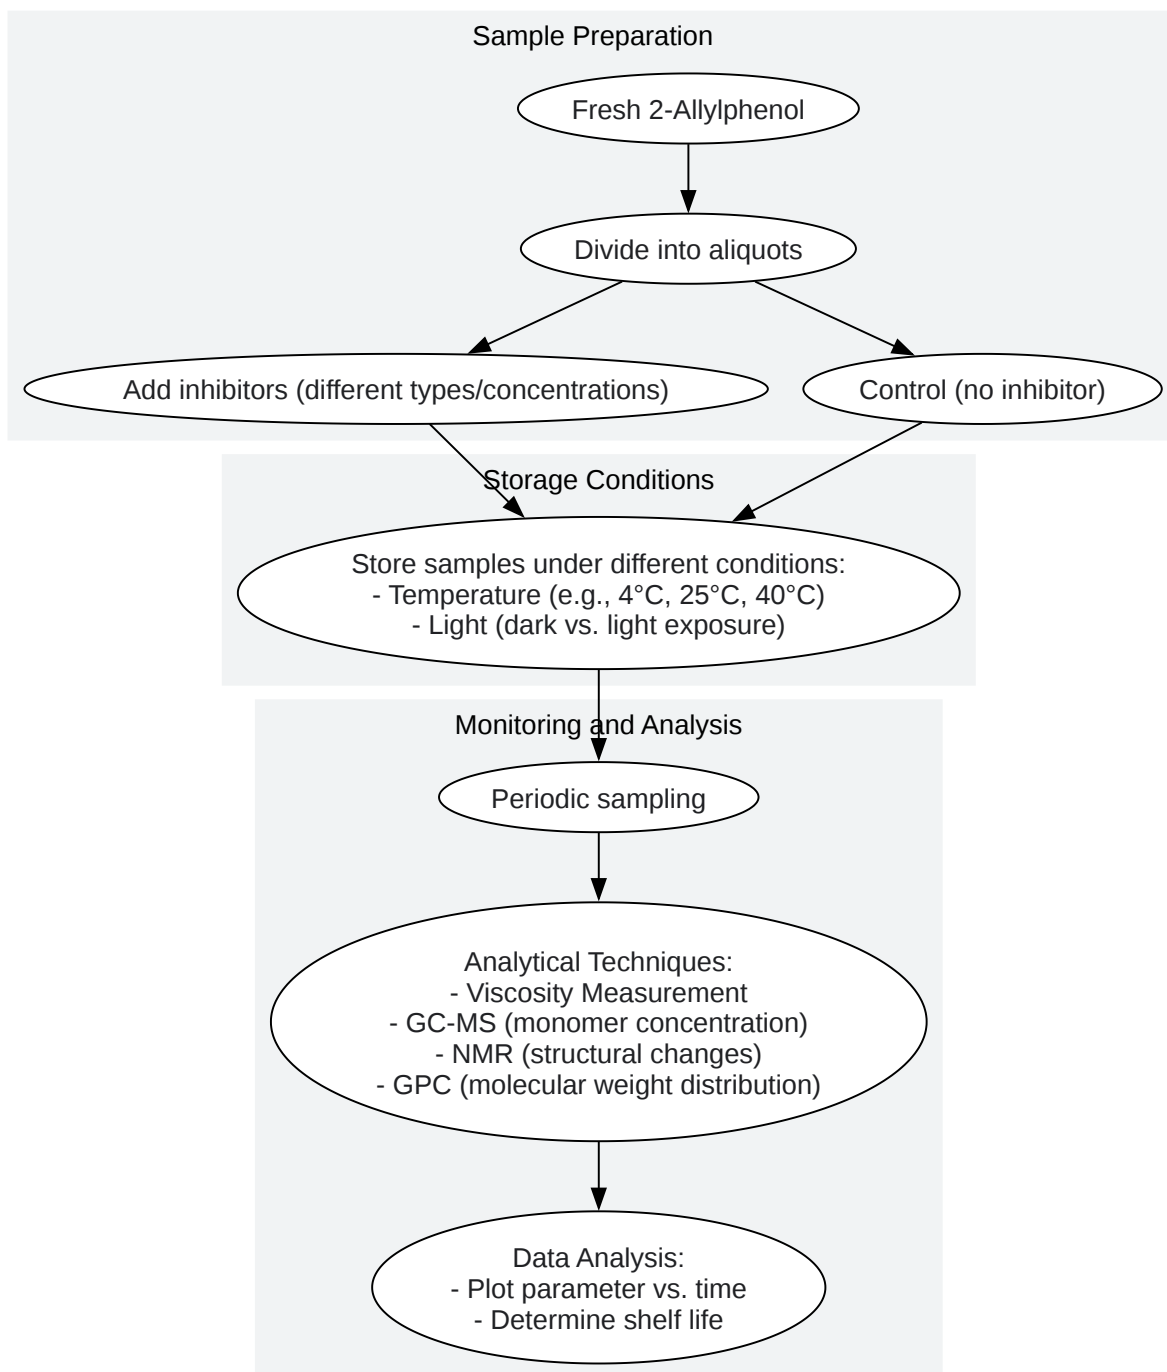 Sample Preparation
Fresh 2-Allylphenol
Divide into aliquots
Add inhibitors (different types/concentrations)
Control (no inhibitor)
Storage Conditions
Store samples under different conditions:
- Temperature (e.g., 4°C, 25°C, 40°C)
- Light (dark vs. light exposure)
Monitoring and Analysis
Periodic sampling
Analytical Techniques:
- Viscosity Measurement
- GC-MS (monomer concentration)
- NMR (structural changes)
- GPC (molecular weight distribution)
Data Analysis:
- Plot parameter vs. time
- Determine shelf life